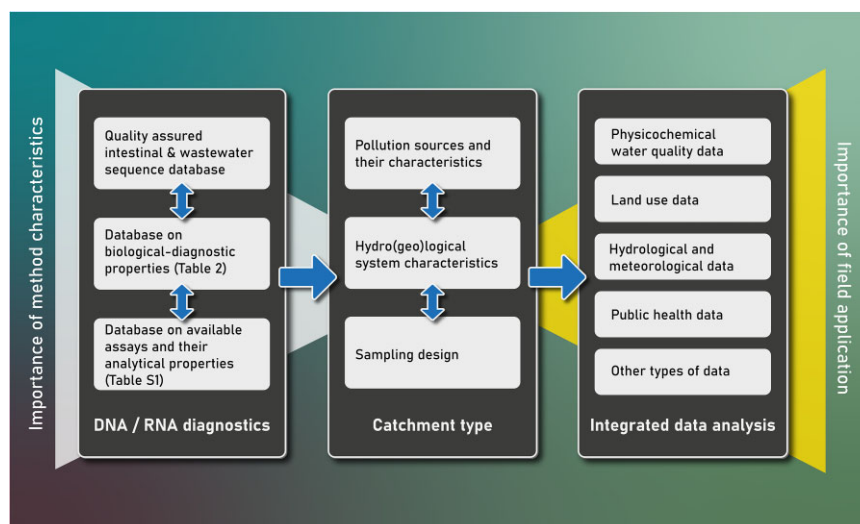 Importance of method characteristics
Quality assured
intestinal & wastewater
sequence database
Database on
biological-diagnostic
properties (Table 2)
Database on available
assays and their
analytical properties
(Table S1)
DNA / RNA diagnostics
Pollution sources and
their characteristics
Hydro(geo)logical
system characteristics
Sampling design
Catchment type
Physicochemical
water quality data
Land use data
Hydrological and
meteorological data
Public health data
Other types of data
Integrated data analysis
Importance of field application